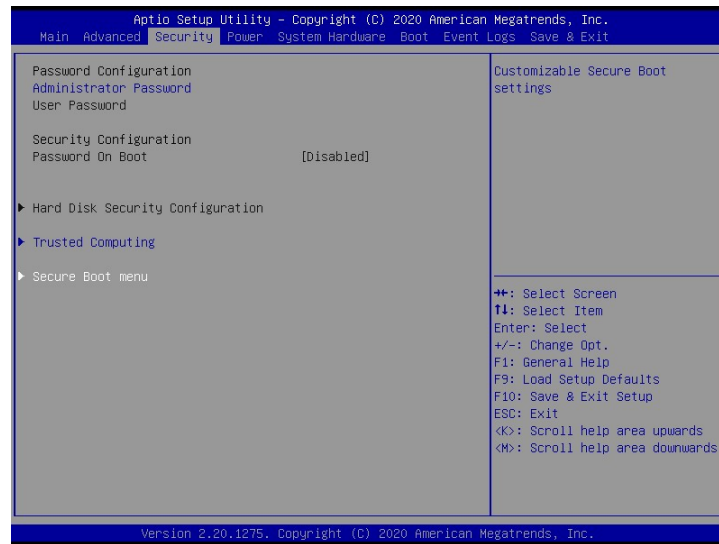 Aptio Setup Utility – Copyright (C) 2020 American Megatrends, Inc.
Main Advanced Security Power System Hardware Boot Event Logs Save & Exit
Password Configuration
Administrator Password
User Password
Security Configuration
Password On Boot [Disabled]
Hard Disk Security Configuration
Trusted Computing
Secure Boot menu
Customizable Secure Boot
settings
→←: Select Screen
↑↓: Select Item
Enter: Select
+/-: Change Opt.
F1: General Help
F9: Load Setup Defaults
F10: Save & Exit Setup
ESC: Exit
<K>: Scroll help area upwards
<M>: Scroll help area downwards
Version 2.20.1275. Copyright (C) 2020 American Megatrends, Inc.